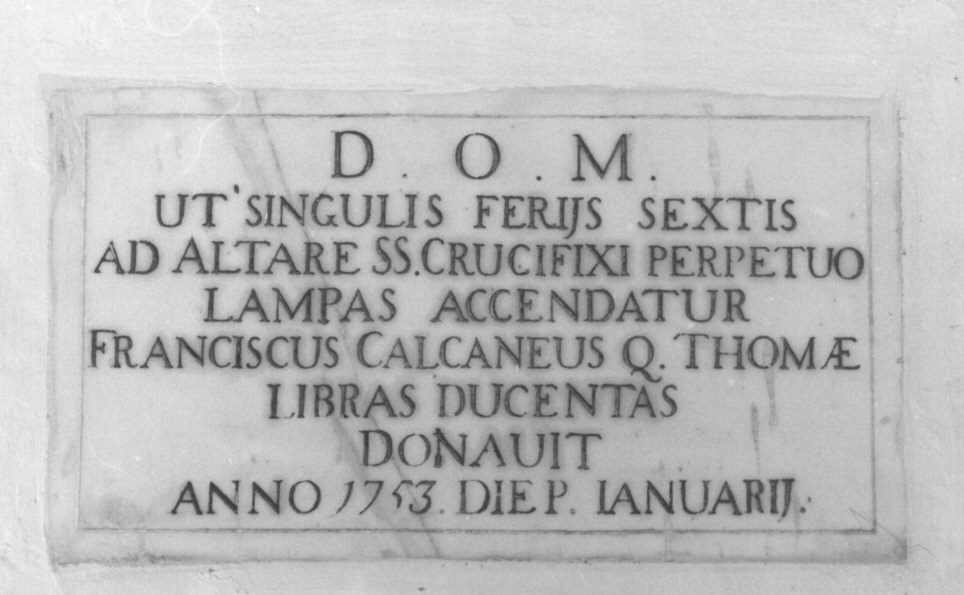 D. O. M.
UT SINGULIS FERIJS SEXTIS
AD ALTARE SS. CRUCIFIXI PERPETUO
LAMPAS ACCENDATUR
FRANCISCUS CALCANEUS Q. THOMÆ
LIBRAS DUCENTAS
DONAUIT
ANNO 1753. DIE P. IANUARIJ.